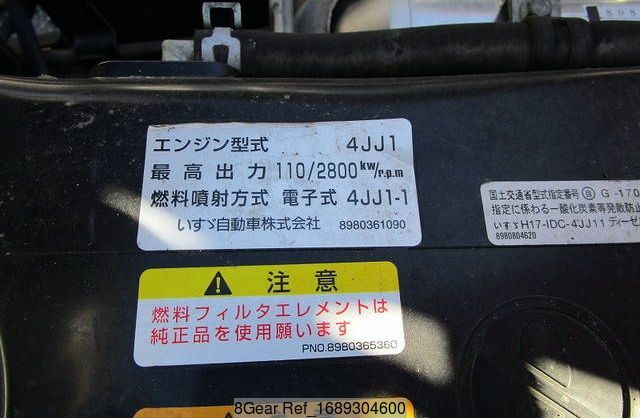 エンジン型式 4JJ1
最高出力 110/2800kw/r.p.m
燃料噴射方式 電子式 4JJ1-1
いすゞ自動車株式会社 8980361090
国土交通省型式指定番号 G-170
指定に係わる一酸化炭素等発散防止
いすゞH17-IDC-4JJ11 ディーゼ
8980804620
注意
燃料フィルタエレメントは
純正品を使用願います
PNO.8980365360
8Gear Ref_1689304600